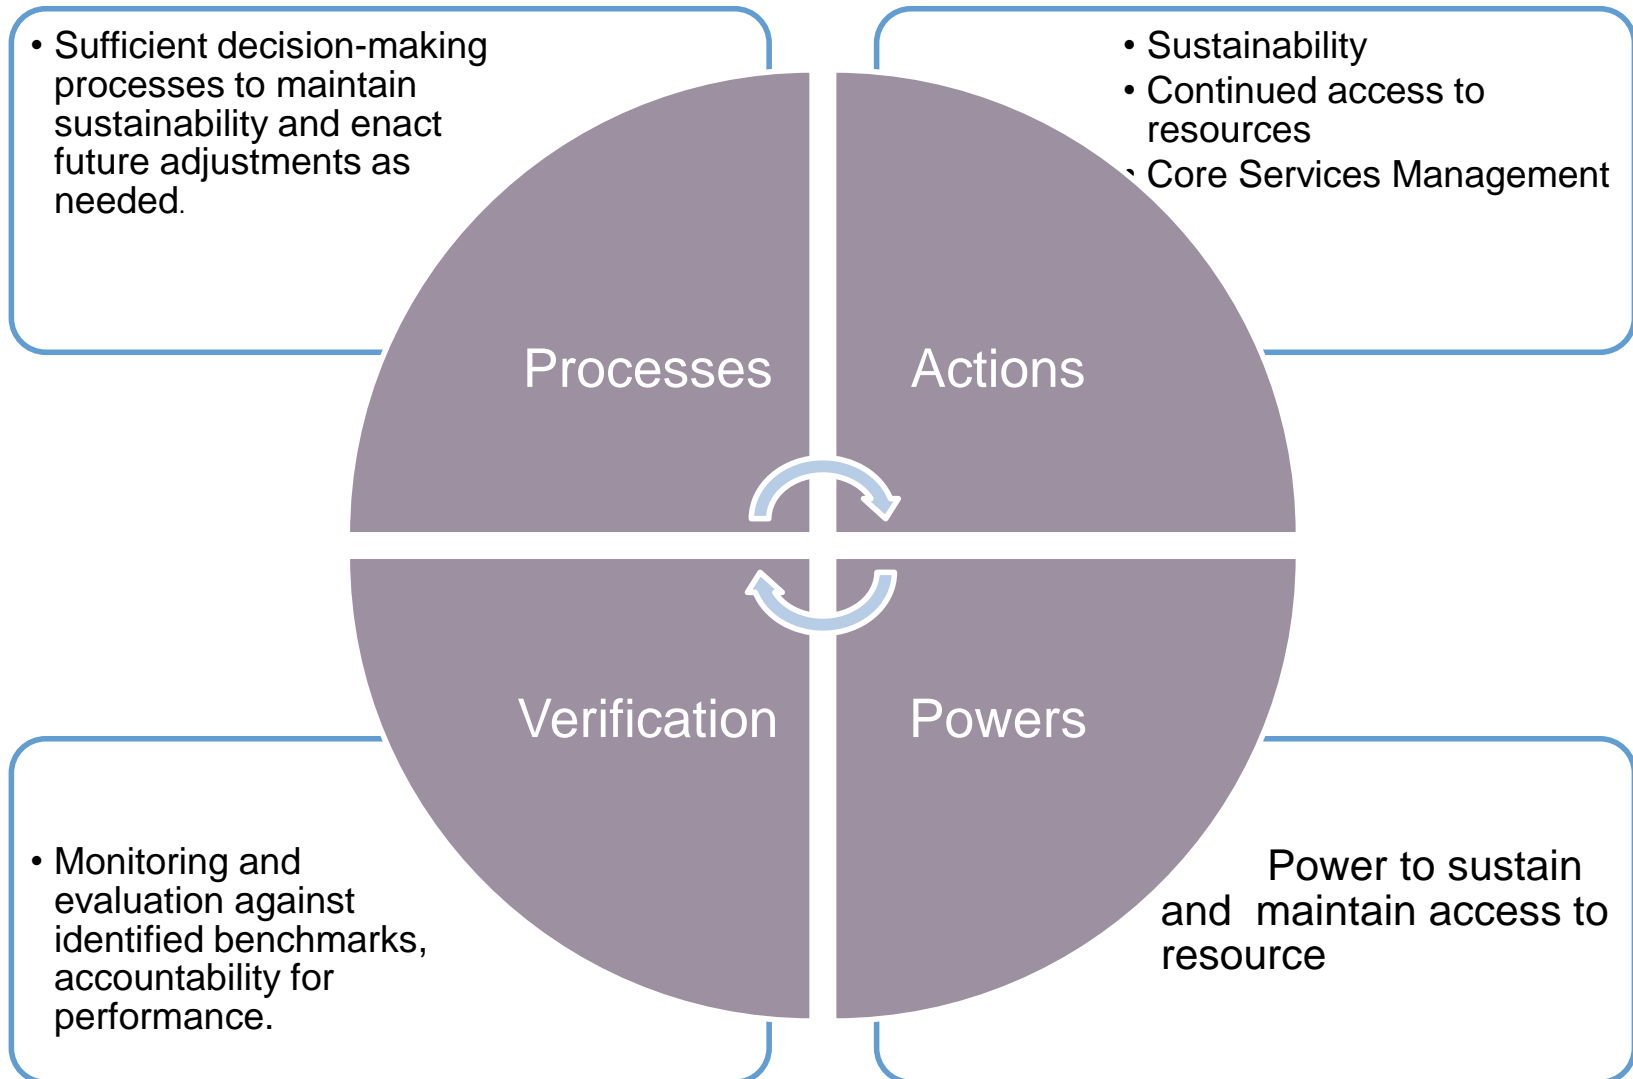 • Sufficient decision-making
processes to maintain
sustainability and enact
future adjustments as
needed.
• Sustainability
• Continued access to
resources
• Core Services Management
Processes
Actions
Verification
Powers
• Monitoring and
evaluation against
identified benchmarks,
accountability for
performance.
Power to sustain
and maintain access to
resource